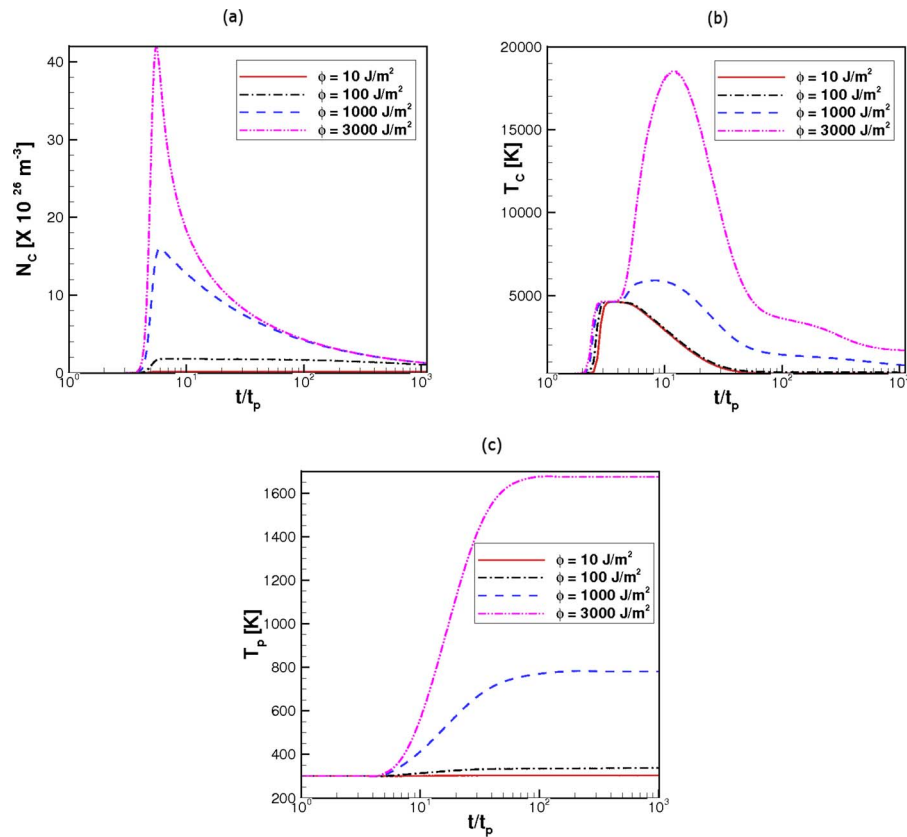 (a)
N_C [X 10^26 m^-3]
40
30
20
10
0
ϕ = 10 J/m²
ϕ = 100 J/m²
ϕ = 1000 J/m²
ϕ = 3000 J/m²
10^0 10^1 10^2 10^3
t/t_p
(b)
T_C [K]
20000
15000
10000
5000
0
ϕ = 10 J/m²
ϕ = 100 J/m²
ϕ = 1000 J/m²
ϕ = 3000 J/m²
10^0 10^1 10^2 10^3
t/t_p
(c)
T_p [K]
1600
1400
1200
1000
800
600
400
200
ϕ = 10 J/m²
ϕ = 100 J/m²
ϕ = 1000 J/m²
ϕ = 3000 J/m²
10^0 10^1 10^2 10^3
t/t_p